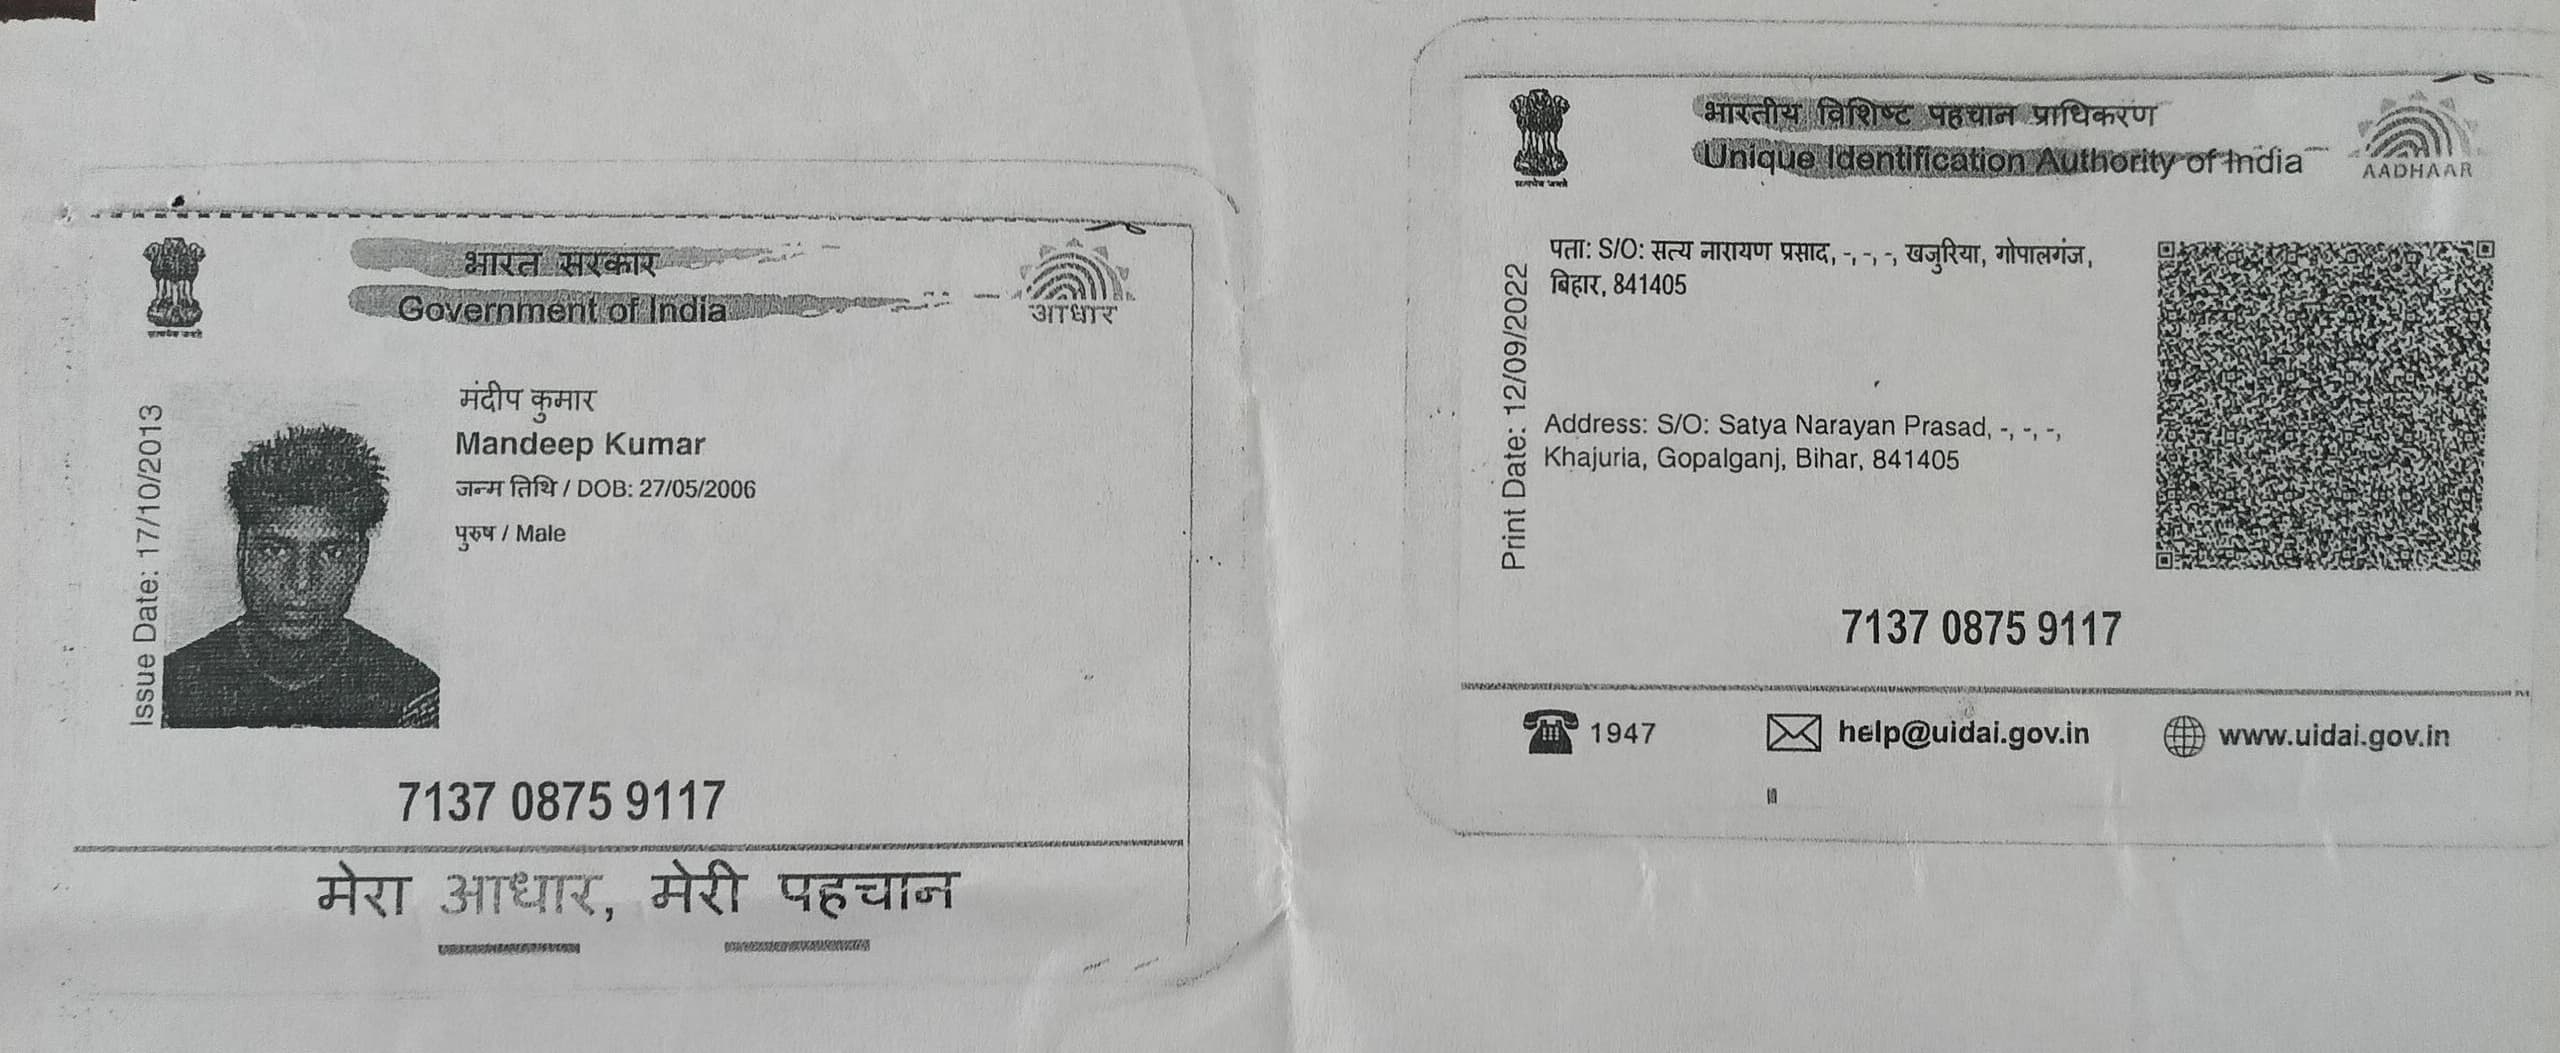 भारत सरकार
Government of India
आधार
Issue Date: 17/10/2013
मंदीप कुमार
Mandeep Kumar
जन्म तिथि / DOB: 27/05/2006
पुरुष / Male
7137 0875 9117
मेरा आधार, मेरी पहचान
भारतीय विशिष्ट पहचान प्राधिकरण
Unique Identification Authority of India
AADHAAR
Print Date: 12/09/2022
पता: S/O: सत्य नारायण प्रसाद, -, -, -, खजुरिया, गोपालगंज,
बिहार, 841405
Address: S/O: Satya Narayan Prasad, -, -, -,
Khajuria, Gopalganj, Bihar, 841405
7137 0875 9117
1947
help@uidai.gov.in
www.uidai.gov.in